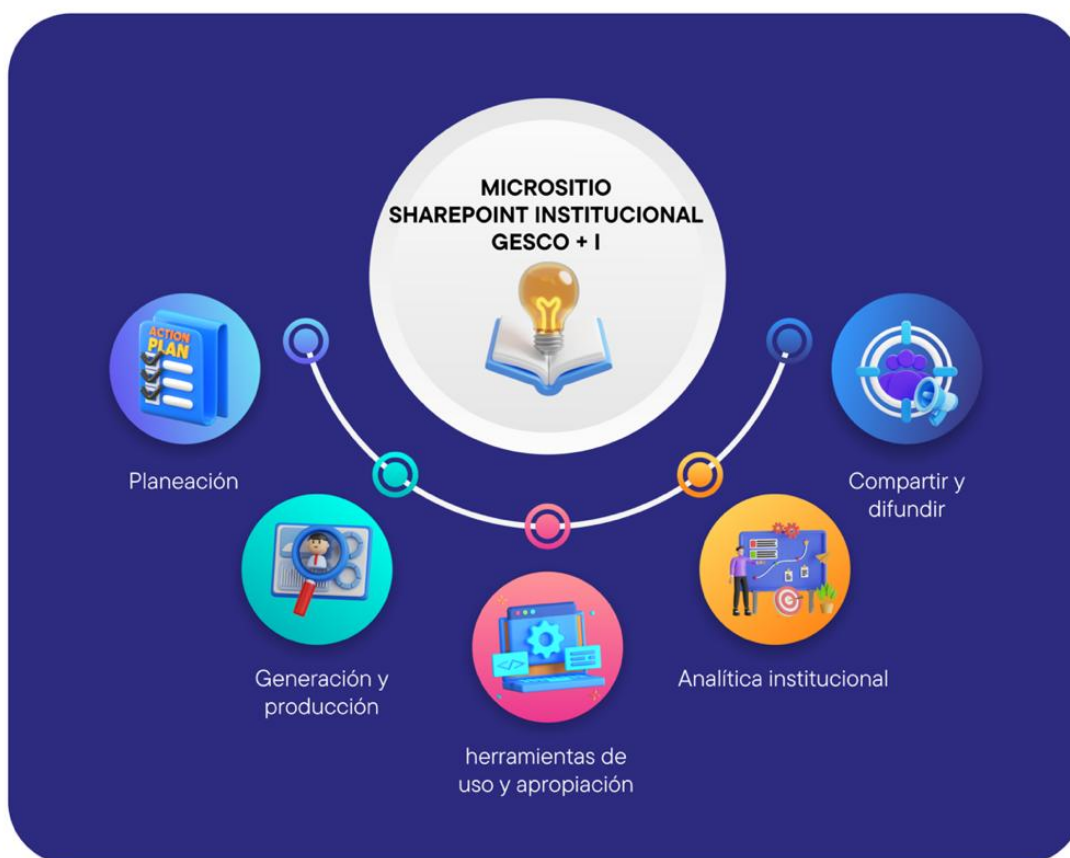 MICROSITIO
SHAREPOINT INSTITUCIONAL
GESCO + I
ACTION
PLAN
Planeación
Generación y
producción
herramientas de
uso y apropiación
Analítica institucional
Compartir y
difundir